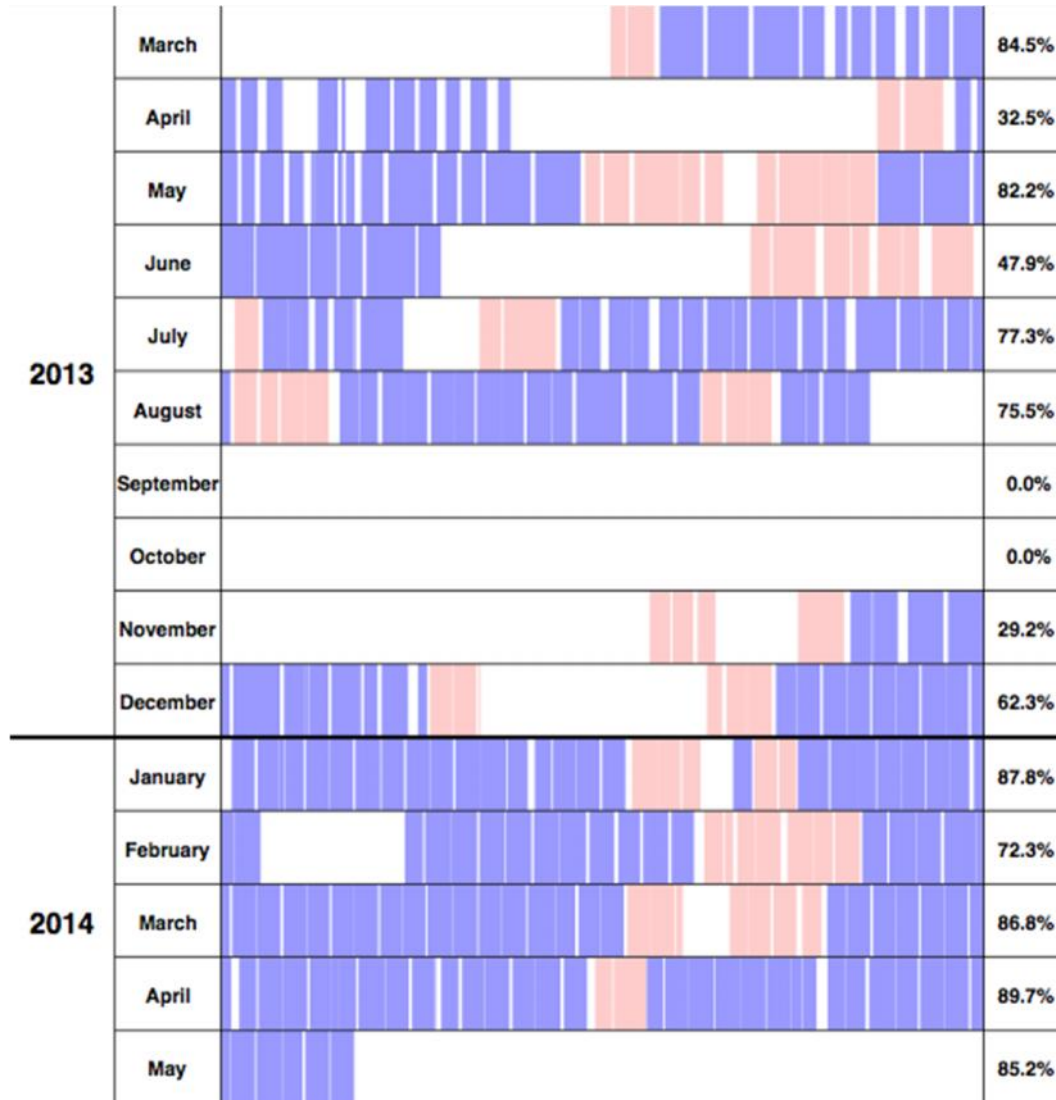 March 84.5%
April 32.5%
May 82.2%
June 47.9%
July 77.3%
2013
August 75.5%
September 0.0%
October 0.0%
November 29.2%
December 62.3%
January 87.8%
February 72.3%
2014 March 86.8%
April 89.7%
May 85.2%